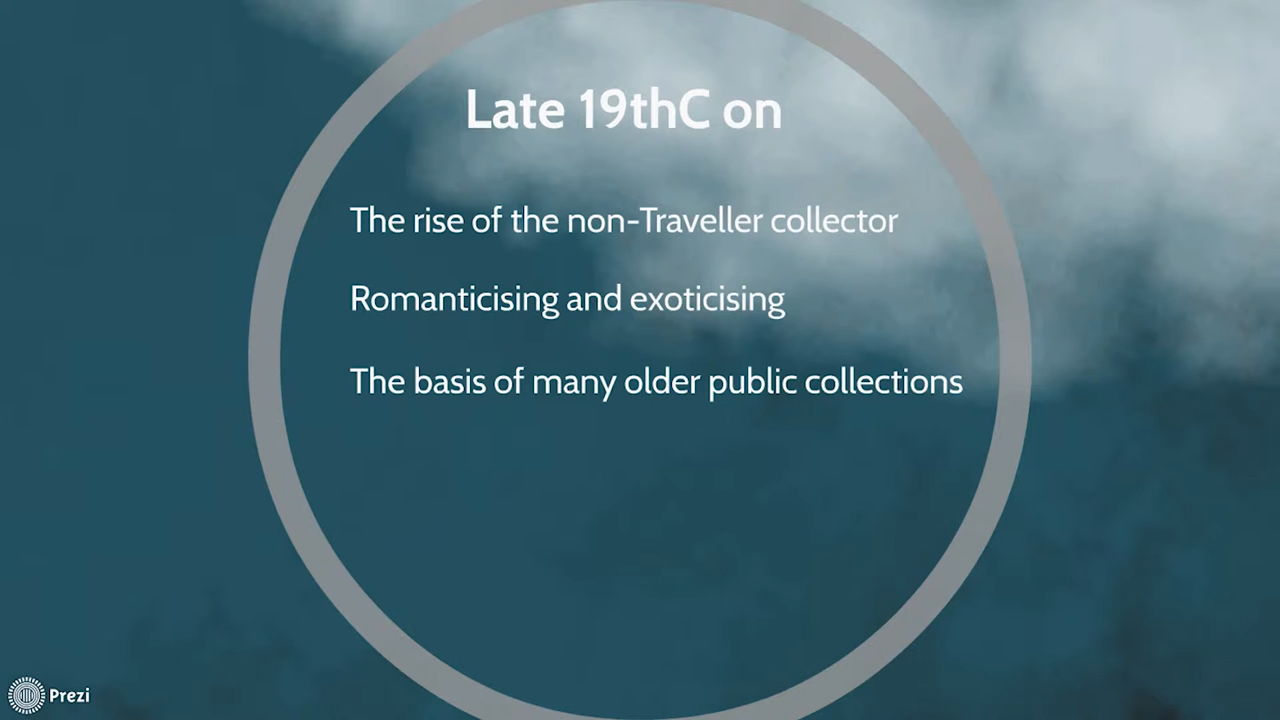 Late 19thC on
The rise of the non-Traveller collector
Romanticising and exoticising
The basis of many older public collections
Prezi